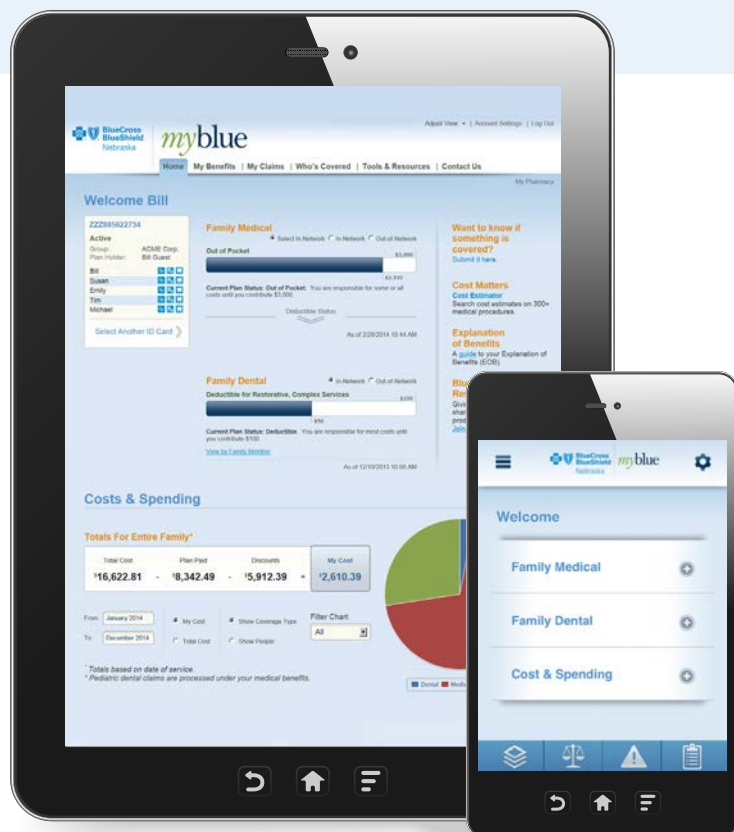 BlueCross
BlueShield
Nebraska
myblue
Adjust View | Account Settings | Log Out
Home | My Benefits | My Claims | Who's Covered | Tools & Resources | Contact Us
My Pharmacy
Welcome Bill
ZZZ885622734
Active
Group: ACME Corp.
Plan Holder: Bill Guest
Bill
Susan
Emily
Tim
Michael
Select Another ID Card
Family Medical
Select In Network In Network Out of Network
Out of Pocket
$3,000
Current Plan Status: Out of Pocket. You are responsible for some or all
costs until you contribute $3,000.
Deductible Status
As of 2/28/2014 10:44 AM
Family Dental
In Network Out of Network
Deductible for Restorative, Complex Services
$100
$50
Current Plan Status: Deductible. You are responsible for most costs until
you contribute $100.
View by Family Member
As of 12/10/2013 10:00 AM
Want to know if
something is
covered?
Submit it here.
Cost Matters
Cost Estimator
Search cost estimates on 300+
medical procedures.
Explanation
of Benefits
A guide to your Explanation of
Benefits (EOB).
Costs & Spending
Totals For Entire Family*
Total Cost Plan Paid Discounts My Cost
$16,622.81 - $8,342.49 - $5,912.39 = $2,610.39
From: January 2014
To: December 2014
My Cost
Total Cost
Show Coverage Type
Show People
Filter Chart:
All
* Totals based on date of service.
* Pediatric dental claims are processed under your medical benefits.
Dental
BlueCross
BlueShield
Nebraska
myblue
Welcome
Family Medical
Family Dental
Cost & Spending